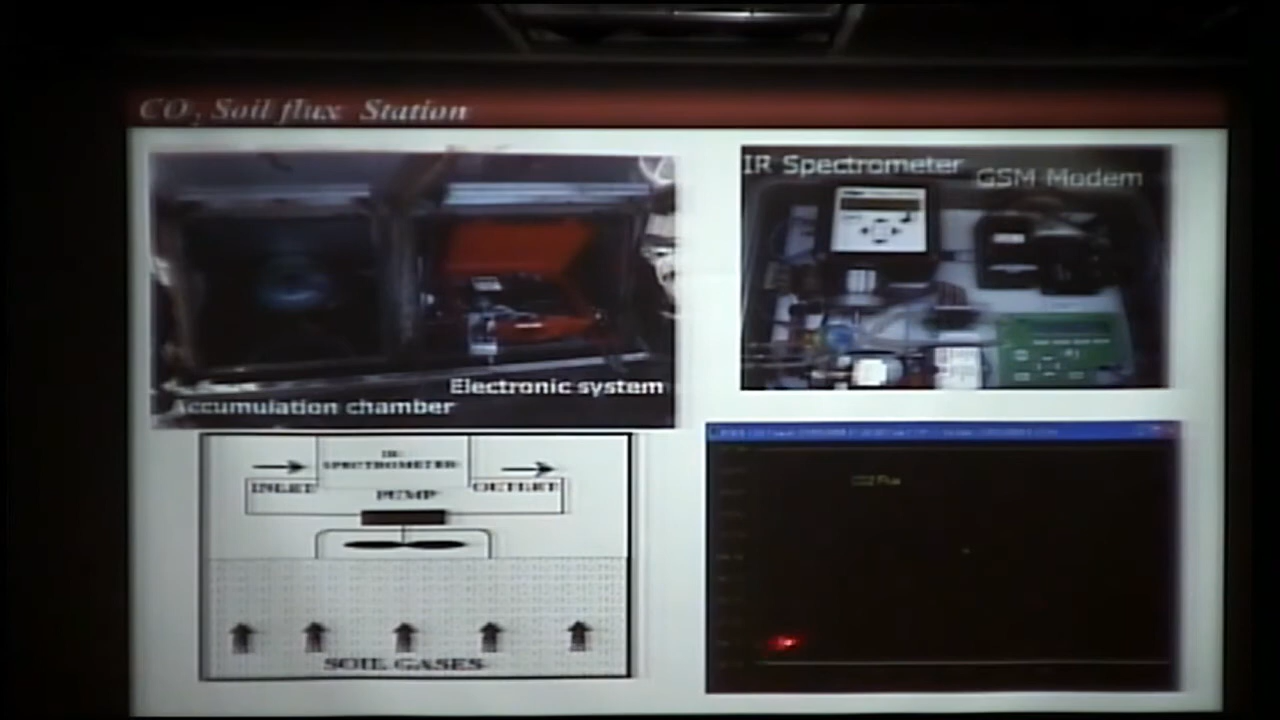 CO₂ Soil flux Station
IR Spectrometer
GSM Modem
Electronic system
Accumulation chamber
IR
SPECTROMETER
INLET
OUTLET
PUMP
SOIL GASES
CO2 Flux